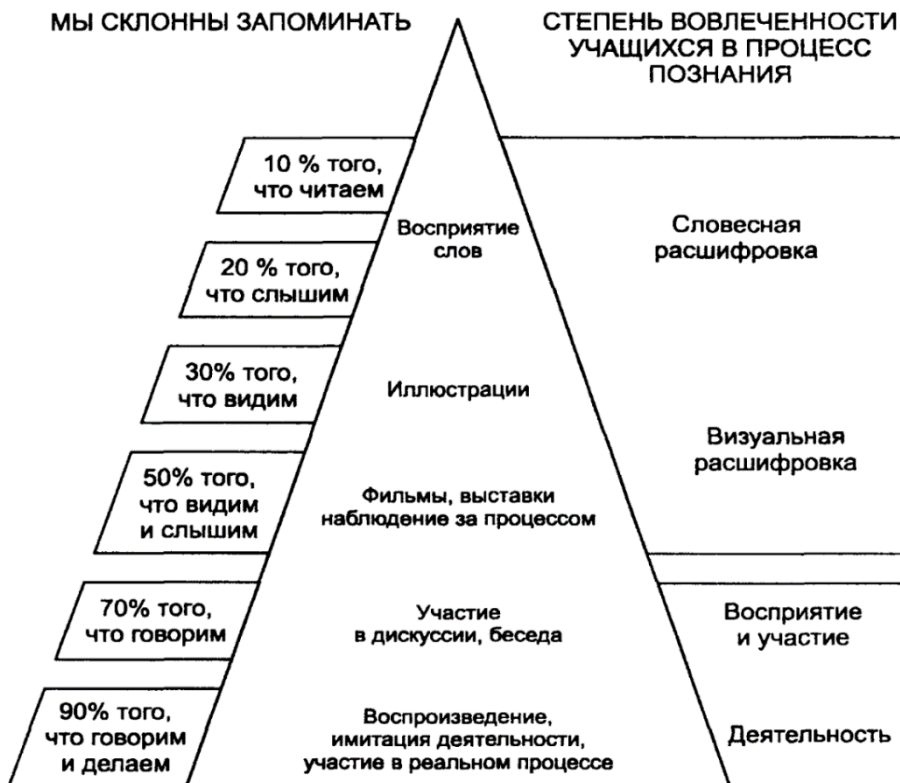 МЫ СКЛОННЫ ЗАПОМИНАТЬ
СТЕПЕНЬ ВОВЛЕЧЕННОСТИ
УЧАЩИХСЯ В ПРОЦЕСС
ПОЗНАНИЯ
10 % того,
что читаем
Восприятие
слов
Словесная
расшифровка
20 % того,
что слышим
30% того,
что видим
Иллюстрации
Визуальная
расшифровка
50% того,
что видим
и слышим
Фильмы, выставки
наблюдение за процессом
70% того,
что говорим
Участие
в дискуссии, беседа
Восприятие
и участие
90% того,
что говорим
и делаем
Воспроизведение,
имитация деятельности,
участие в реальном процессе
Деятельность